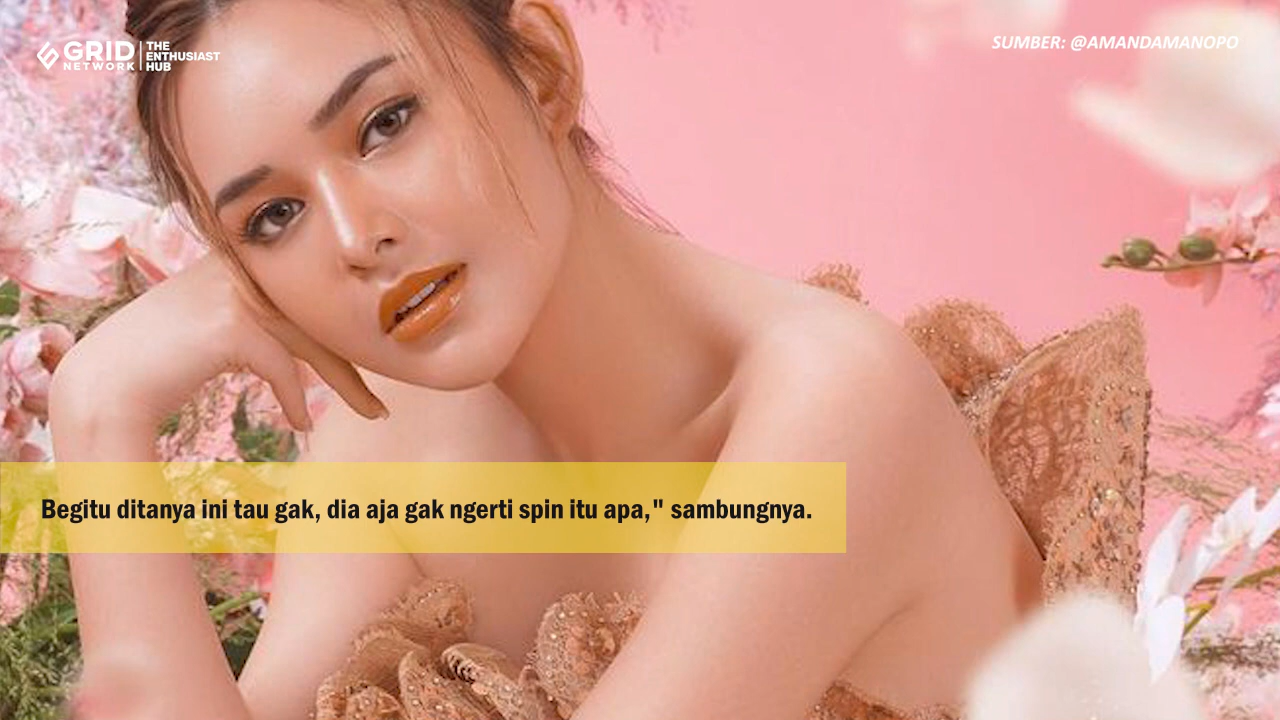 GRID
NETWORK
THE
ENTHUSIAST
HUB
SUMBER: @AMANDAMANOPO
Begitu ditanya ini tau gak, dia aja gak ngerti spin itu apa," sambungnya.